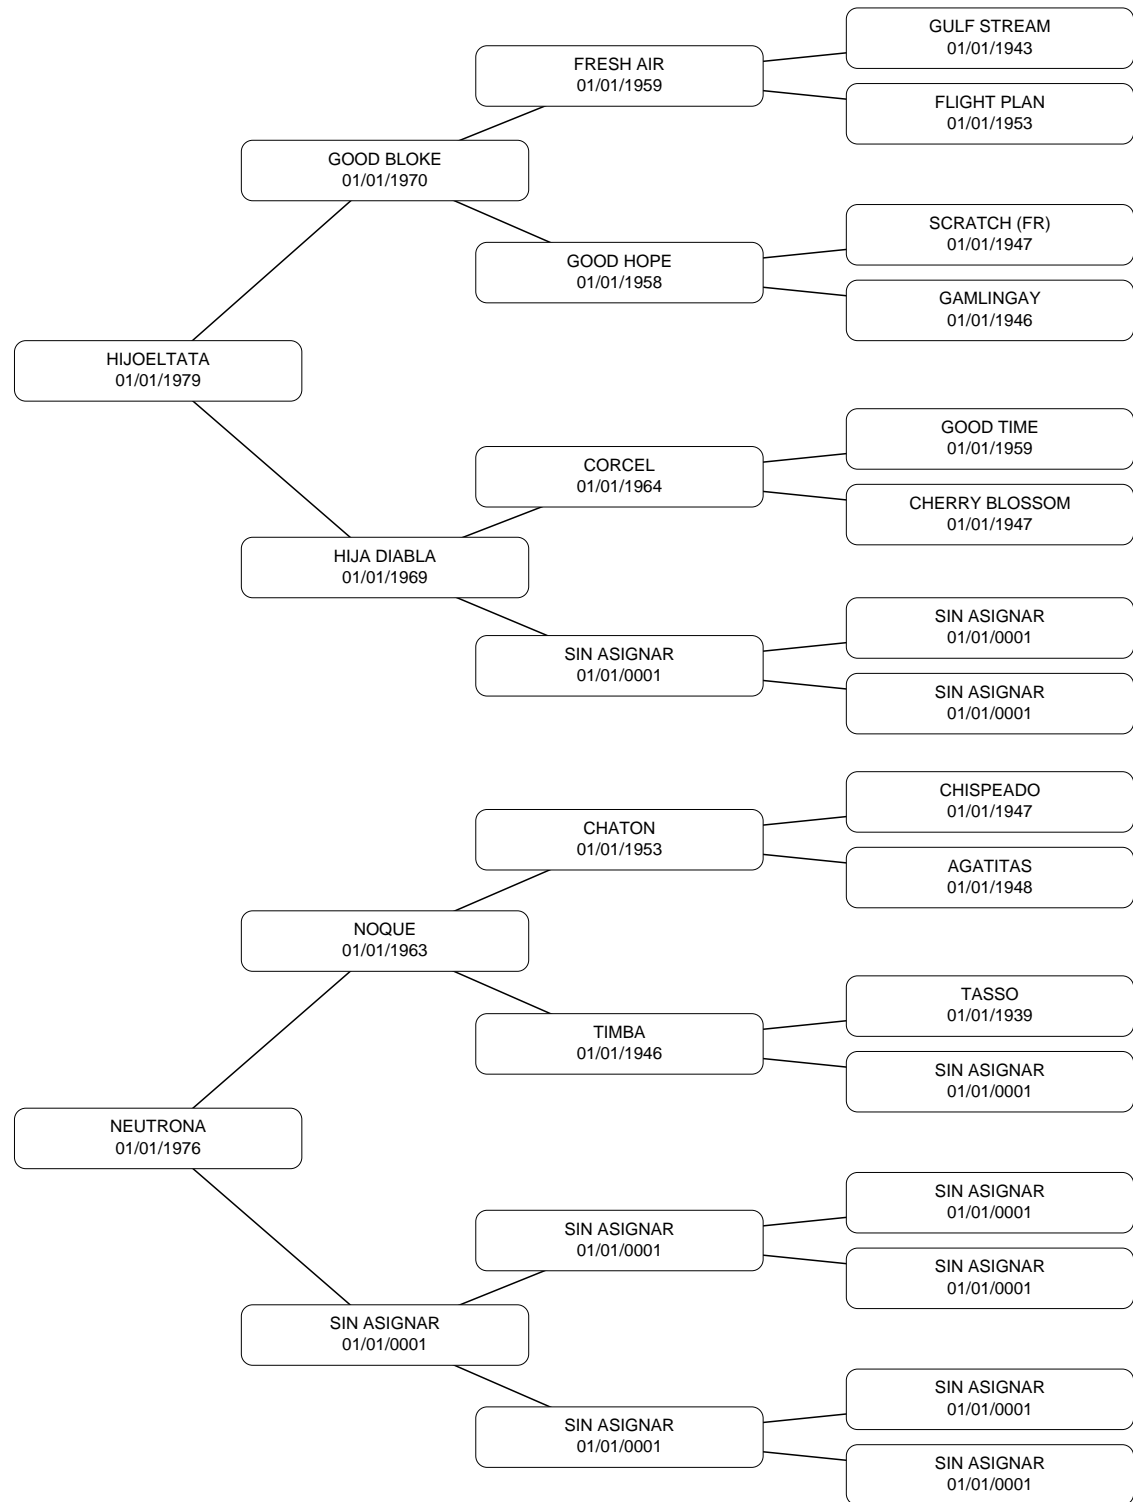 GULF STREAM
01/01/1943
FRESH AIR
01/01/1959
FLIGHT PLAN
01/01/1953
GOOD BLOKE
01/01/1970
SCRATCH (FR)
01/01/1947
GOOD HOPE
01/01/1958
GAMLINGAY
01/01/1946
HIJOELTATA
01/01/1979
GOOD TIME
01/01/1959
CORCEL
01/01/1964
CHERRY BLOSSOM
01/01/1947
HIJA DIABLA
01/01/1969
SIN ASIGNAR
01/01/0001
SIN ASIGNAR
01/01/0001
SIN ASIGNAR
01/01/0001
CHISPEADO
01/01/1947
CHATON
01/01/1953
AGATITAS
01/01/1948
NOQUE
01/01/1963
TASSO
01/01/1939
TIMBA
01/01/1946
SIN ASIGNAR
01/01/0001
NEUTRONA
01/01/1976
SIN ASIGNAR
01/01/0001
SIN ASIGNAR
01/01/0001
SIN ASIGNAR
01/01/0001
SIN ASIGNAR
01/01/0001
SIN ASIGNAR
01/01/0001
SIN ASIGNAR
01/01/0001
SIN ASIGNAR
01/01/0001